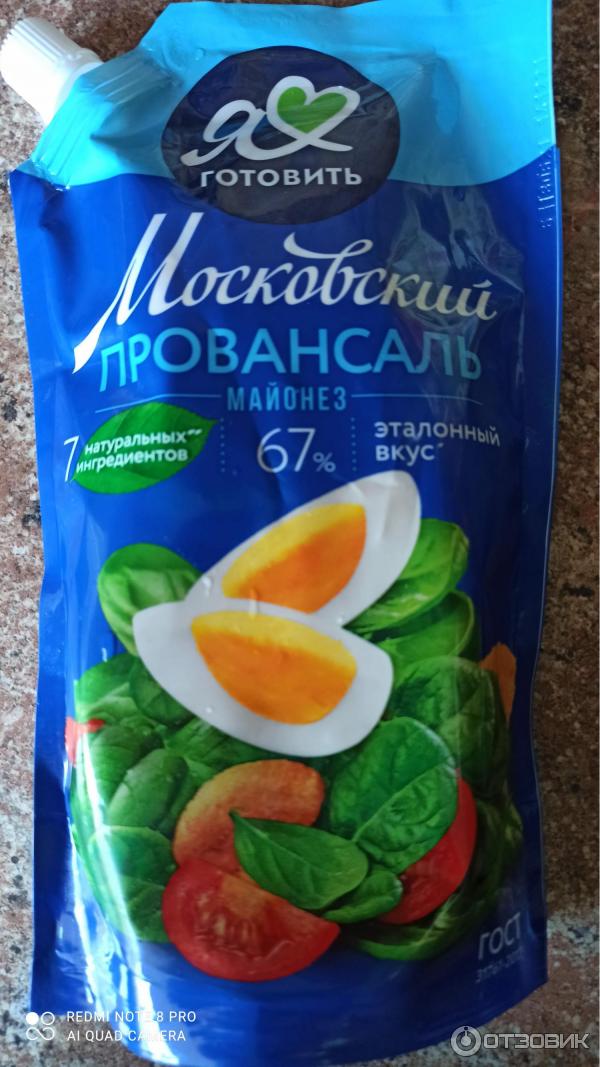 Я
ГОТОВИТЬ
Московский
ПРОВАНСАЛЬ
МАЙОНЕЗ
7 натуральных**
ингредиентов
67%
эталонный
вкус*
ГОСТ
REDMI NOTE 8 PRO
AI QUAD CAMERA
ОТЗОВИК